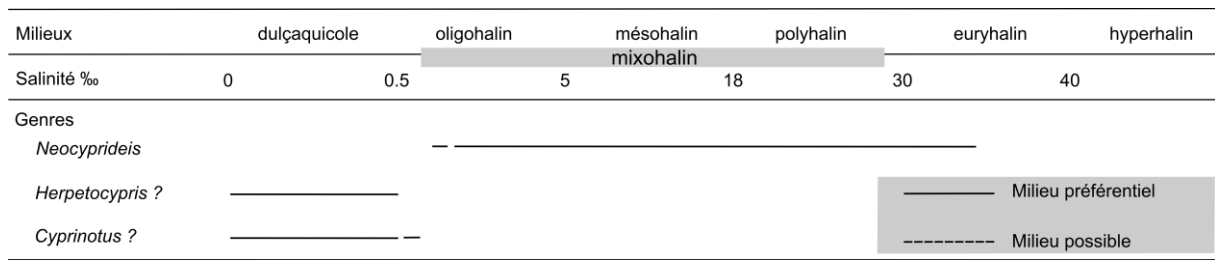 Milieux dulçaquicole oligohalin mésohalin polyhalin euryhalin hyperhalin
mixohalin
Salinité ‰ 0 0.5 5 18 30 40
Genres
Neocyprideis
Herpetocypris ? Milieu préférentiel
Cyprinotus ? Milieu possible